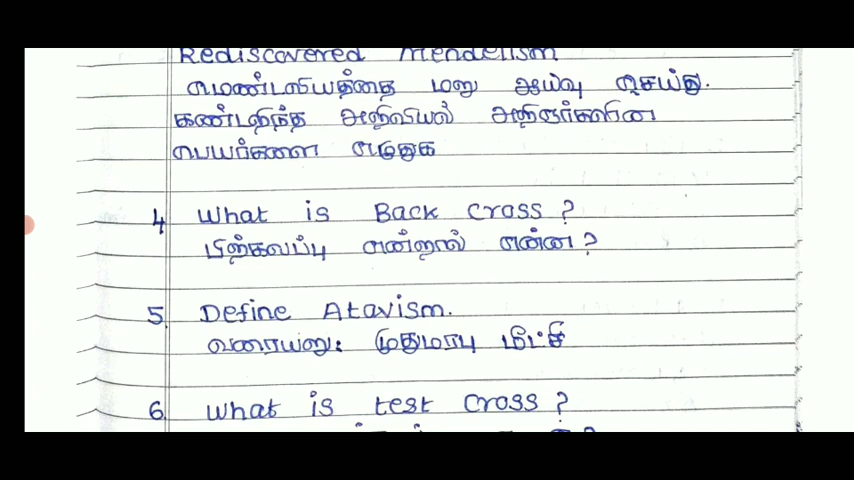 Rediscovered Mendelism
மெண்டலியத்தை மறு ஆய்வு செய்து.
கண்டறிந்த அறிவியல் அறிஞர்களின
பெயர்களை எழுதுக
4 What is Back Cross ?
பிற்கலப்பு என்றால் என்ன ?
5. Define Atavism.
வரையறு: முதுமரபு மீட்சி
6 What is test Cross ?